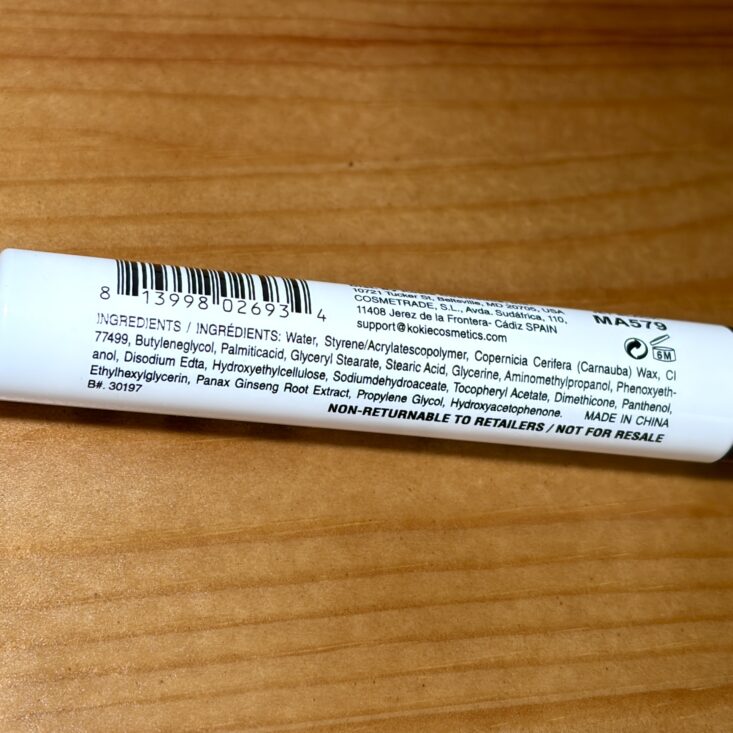 8 13998 02693 4
10721 Tucker St, Beltsville, MD 20705, USA
COSMETRADE, S.L., Avda. Sudátrica, 110,
11408 Jerez de la Frontera- Cádiz SPAIN
support@kokiecosmetics.com
MA579
6M
INGREDIENTS / INGRÉDIENTS: Water, Styrene/Acrylatescopolymer, Copernicia Cerifera (Carnauba) Wax, CI
77499, Butyleneglycol, Palmiticacid, Glyceryl Stearate, Stearic Acid, Glycerine, Aminomethylpropanol, Phenoxyeth-
anol, Disodium Edta, Hydroxyethylcellulose, Sodiumdehydroaceate, Tocopheryl Acetate, Dimethicone, Panthenol,
Ethylhexylglycerin, Panax Ginseng Root Extract, Propylene Glycol, Hydroxyacetophenone.
B#. 30197
MADE IN CHINA
NON-RETURNABLE TO RETAILERS / NOT FOR RESALE